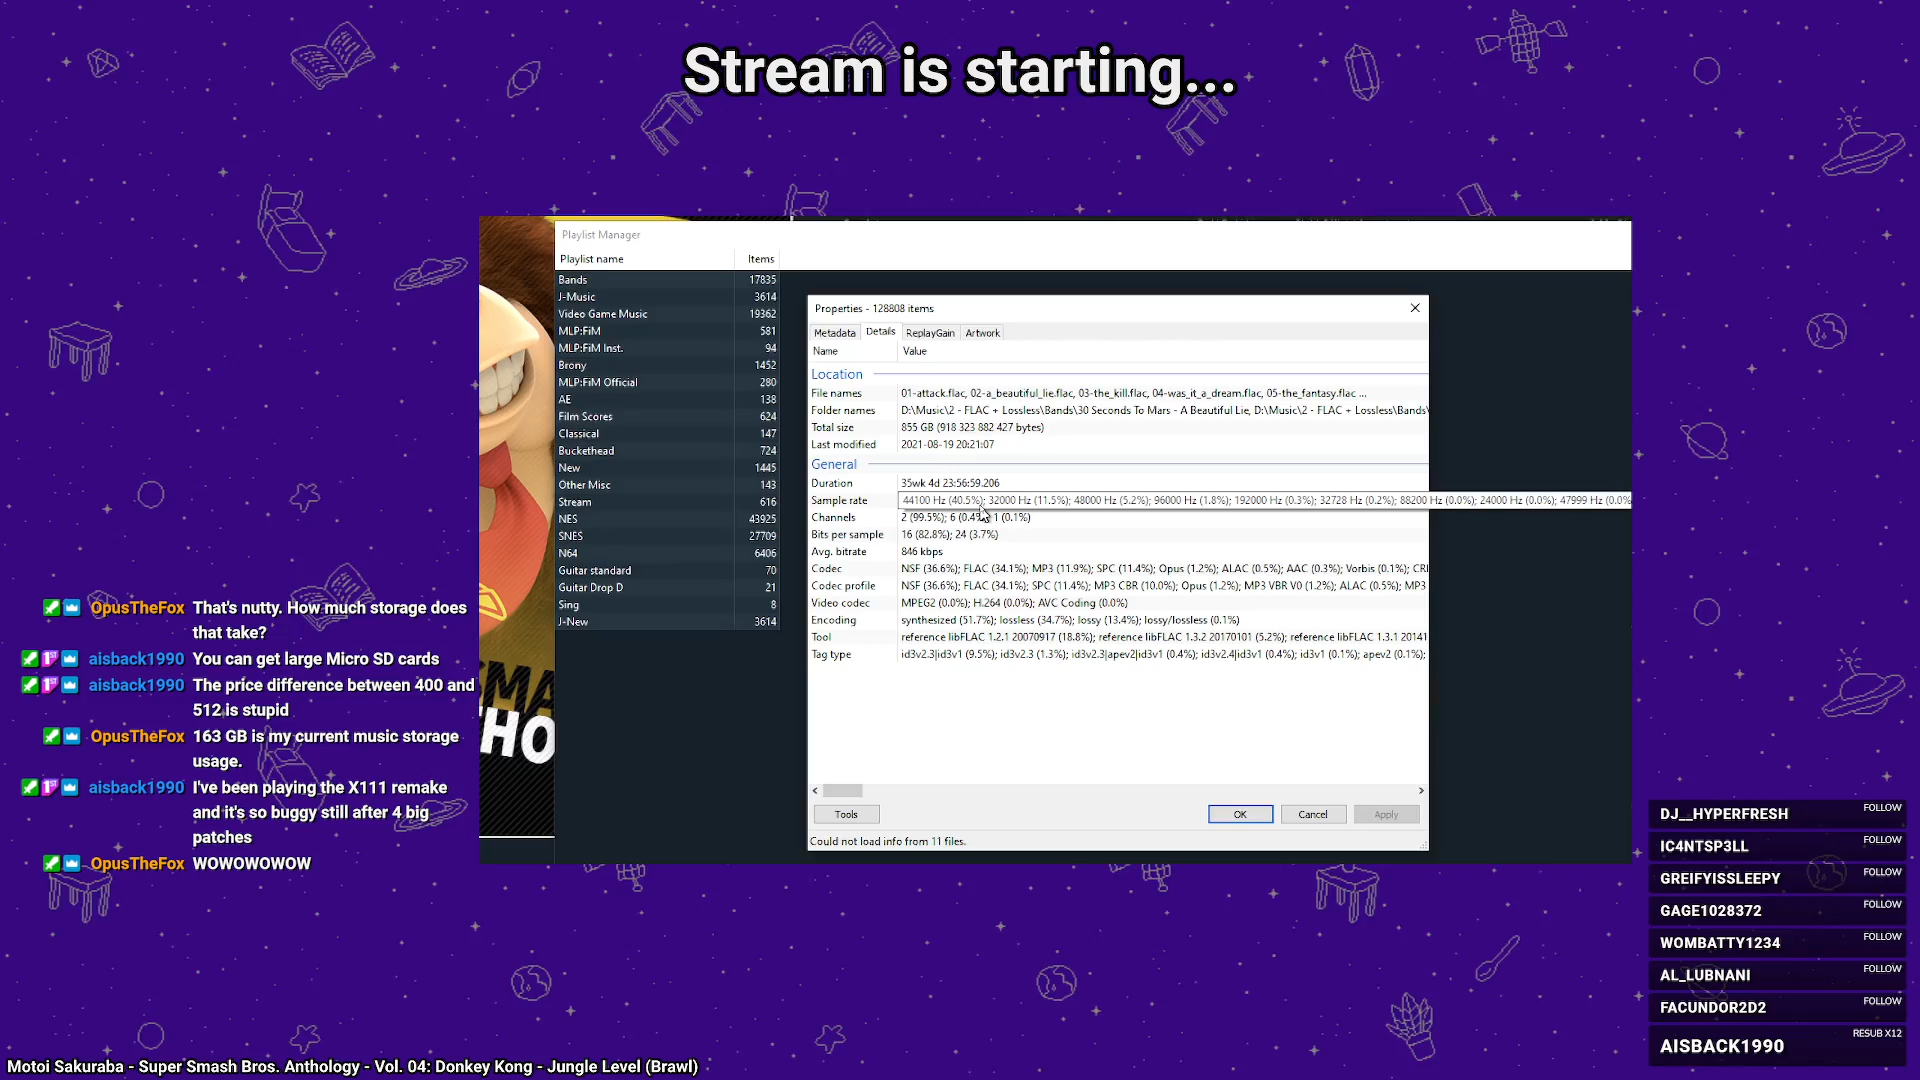 Stream is starting...
Playlist Manager
Playlist name Items
Bands 17835
J-Music 3614
Video Game Music 19362
MLP:FiM 581
MLP:FiM Inst. 94
Brony 1452
MLP:FiM Official 280
AE 138
Film Scores 624
Classical 147
Buckethead 724
New 1445
Other Misc 143
Stream 616
NES 43925
SNES 27709
N64 6406
Guitar standard 70
Guitar Drop D 21
Sing 8
J-New 3614
Properties - 128808 items
Metadata Details ReplayGain Artwork
Name Value
Location
File names 01-attack.flac, 02-a_beautiful_lie.flac, 03-the_kill.flac, 04-was_it_a_dream.flac, 05-the_fantasy.flac ...
Folder names D:\Music\2 - FLAC + Lossless\Bands\30 Seconds To Mars - A Beautiful Lie, D:\Music\2 - FLAC + Lossless\Bands\
Total size 855 GB (918 323 882 427 bytes)
Last modified 2021-08-19 20:21:07
General
Duration 35wk 4d 23:56:59.206
Sample rate 44100 Hz (40.5%); 32000 Hz (11.5%); 48000 Hz (5.2%); 96000 Hz (1.8%); 192000 Hz (0.3%); 32728 Hz (0.2%); 88200 Hz (0.0%); 24000 Hz (0.0%); 47999 Hz (0.0%
Channels 2 (99.5%); 6 (0.4%); 1 (0.1%)
Bits per sample 16 (82.8%); 24 (3.7%)
Avg. bitrate 846 kbps
Codec NSF (36.6%); FLAC (34.1%); MP3 (11.9%); SPC (11.4%); Opus (1.2%); ALAC (0.5%); AAC (0.3%); Vorbis (0.1%); CRI
Codec profile NSF (36.6%); FLAC (34.1%); SPC (11.4%); MP3 CBR (10.0%); Opus (1.2%); MP3 VBR V0 (1.2%); ALAC (0.5%); MP3
Video codec MPEG2 (0.0%); H.264 (0.0%); AVC Coding (0.0%)
Encoding synthesized (51.7%); lossless (34.7%); lossy (13.4%); lossy/lossless (0.1%)
Tool reference libFLAC 1.2.1 20070917 (18.8%); reference libFLAC 1.3.2 20170101 (5.2%); reference libFLAC 1.3.1 20141
Tag type id3v2.3|id3v1 (9.5%); id3v2.3 (1.3%); id3v2.3|apev2|id3v1 (0.4%); id3v2.4|id3v1 (0.4%); id3v1 (0.1%); apev2 (0.1%);
Tools OK Cancel Apply
Could not load info from 11 files.
SMA
HO
OpusTheFox That's nutty. How much storage does
that take?
aisback1990 You can get large Micro SD cards
aisback1990 The price difference between 400 and
512 is stupid
OpusTheFox 163 GB is my current music storage
usage.
aisback1990 I've been playing the X111 remake
and it's so buggy still after 4 big
patches
OpusTheFox WOWOWOWOW
DJ__HYPERFRESH FOLLOW
IC4NTSP3LL FOLLOW
GREIFYISSLEEPY FOLLOW
GAGE1028372 FOLLOW
WOMBATTY1234 FOLLOW
AL_LUBNANI FOLLOW
FACUNDOR2D2 FOLLOW
AISBACK1990 RESUB X12
Motoi Sakuraba - Super Smash Bros. Anthology - Vol. 04: Donkey Kong - Jungle Level (Brawl)